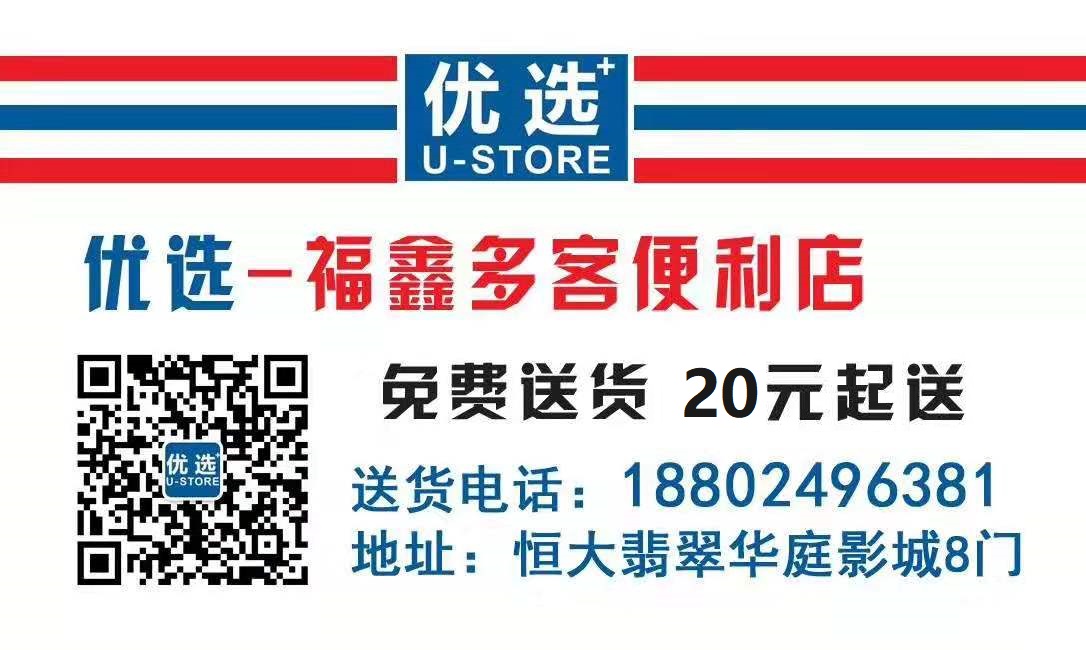 优选+
U-STORE
优选-福鑫多客便利店
免费送货 20元起送
优选+
U-STORE
送货电话：18802496381
地址：恒大翡翠华庭影城8门